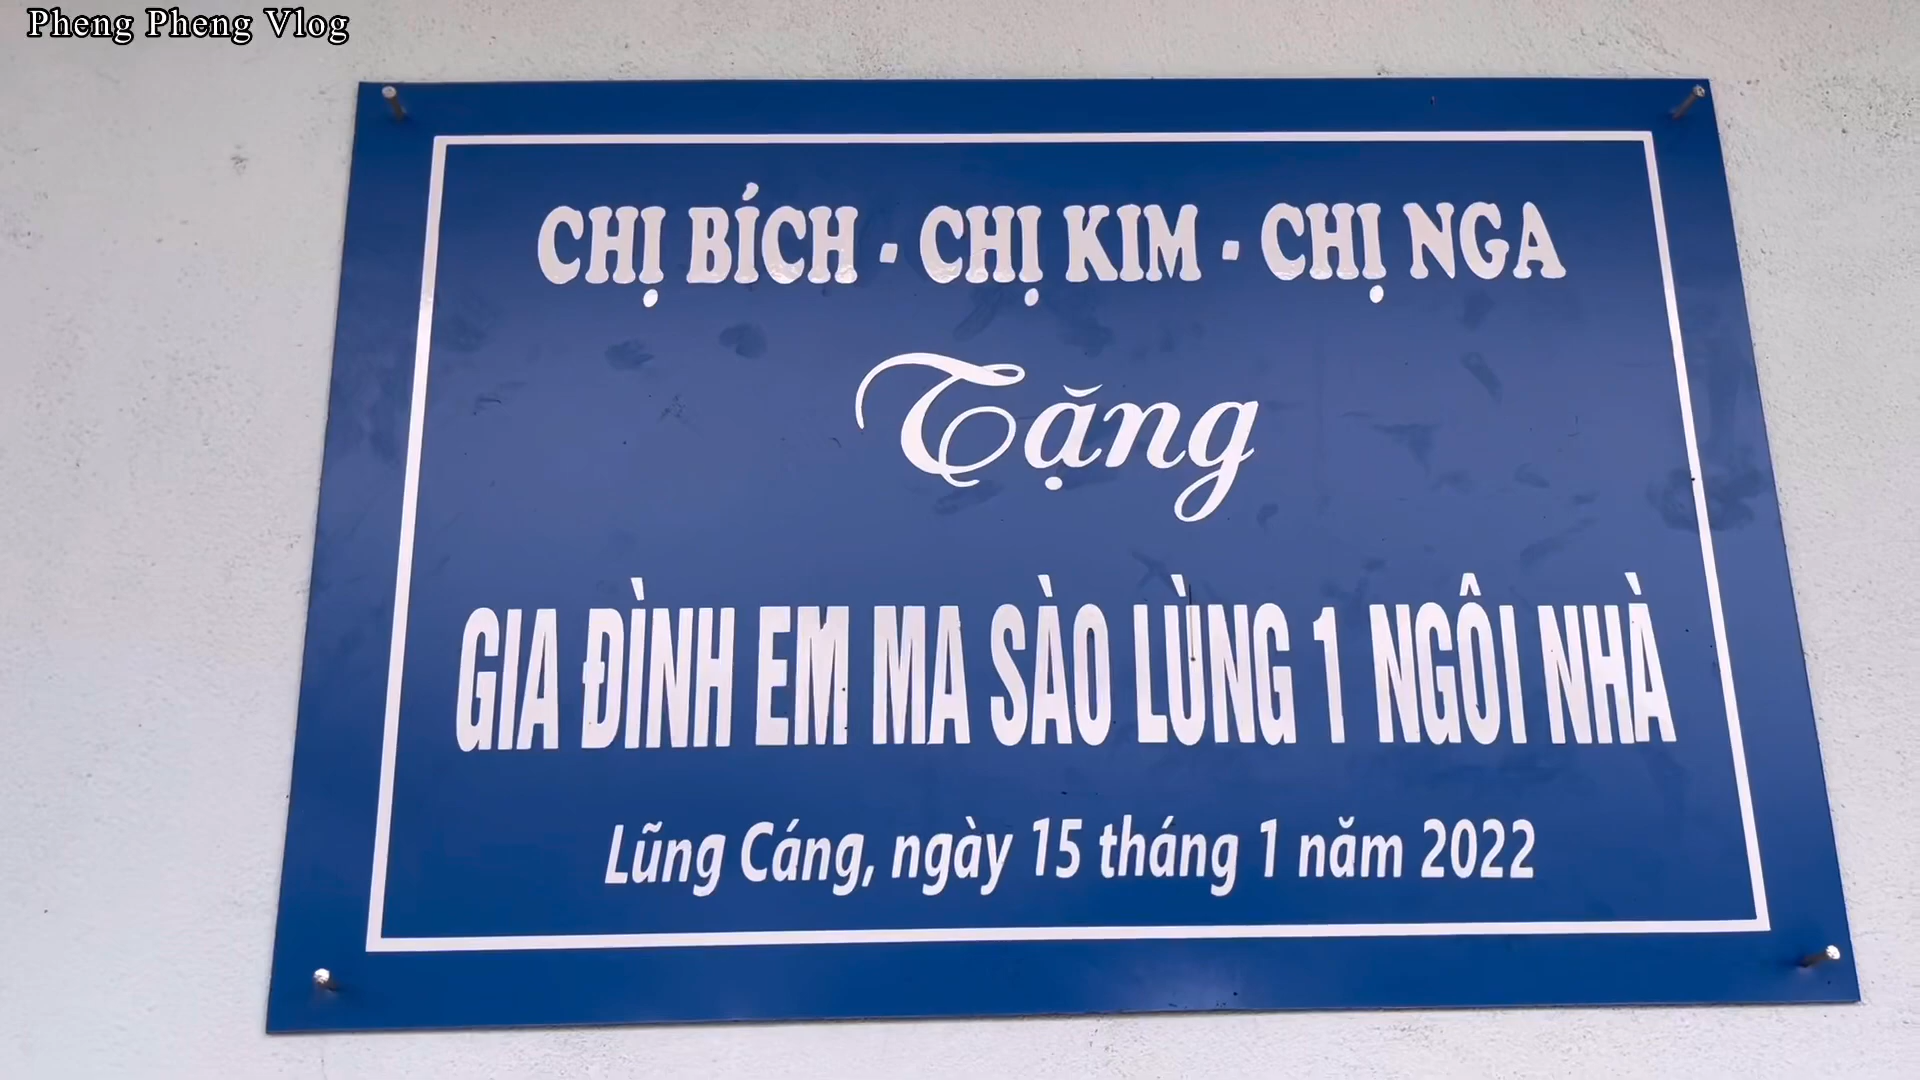 Pheng Pheng Vlog
CHỊ BÍCH - CHỊ KIM - CHỊ NGA
Tặng
GIA ĐÌNH EM MA SÀO LÙNG 1 NGÔI NHÀ
Lũng Cáng, ngày 15 tháng 1 năm 2022